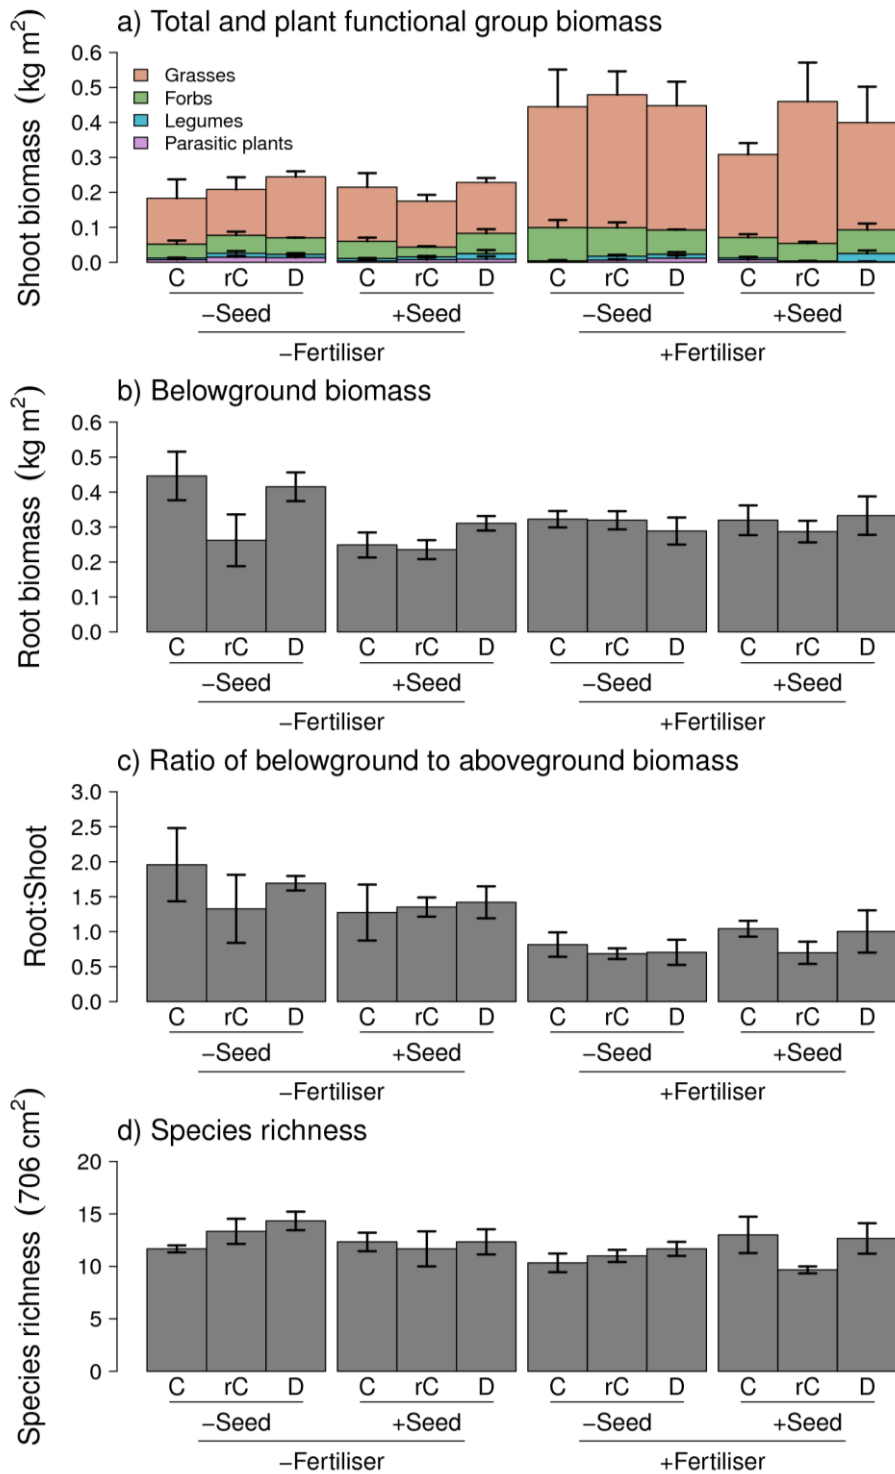 a) Total and plant functional group biomass
Shoot biomass (kg m²)
0.6
0.5
0.4
0.3
0.2
0.1
0.0
Grasses
Forbs
Legumes
Parasitic plants
C rC D C rC D C rC D C rC D
−Seed +Seed −Seed +Seed
−Fertiliser +Fertiliser
b) Belowground biomass
Root biomass (kg m²)
0.6
0.5
0.4
0.3
0.2
0.1
0.0
C rC D C rC D C rC D C rC D
−Seed +Seed −Seed +Seed
−Fertiliser +Fertiliser
c) Ratio of belowground to aboveground biomass
Root:Shoot
3.0
2.5
2.0
1.5
1.0
0.5
0.0
C rC D C rC D C rC D C rC D
−Seed +Seed −Seed +Seed
−Fertiliser +Fertiliser
d) Species richness
Species richness (706 cm²)
20
15
10
5
0
C rC D C rC D C rC D C rC D
−Seed +Seed −Seed +Seed
−Fertiliser +Fertiliser